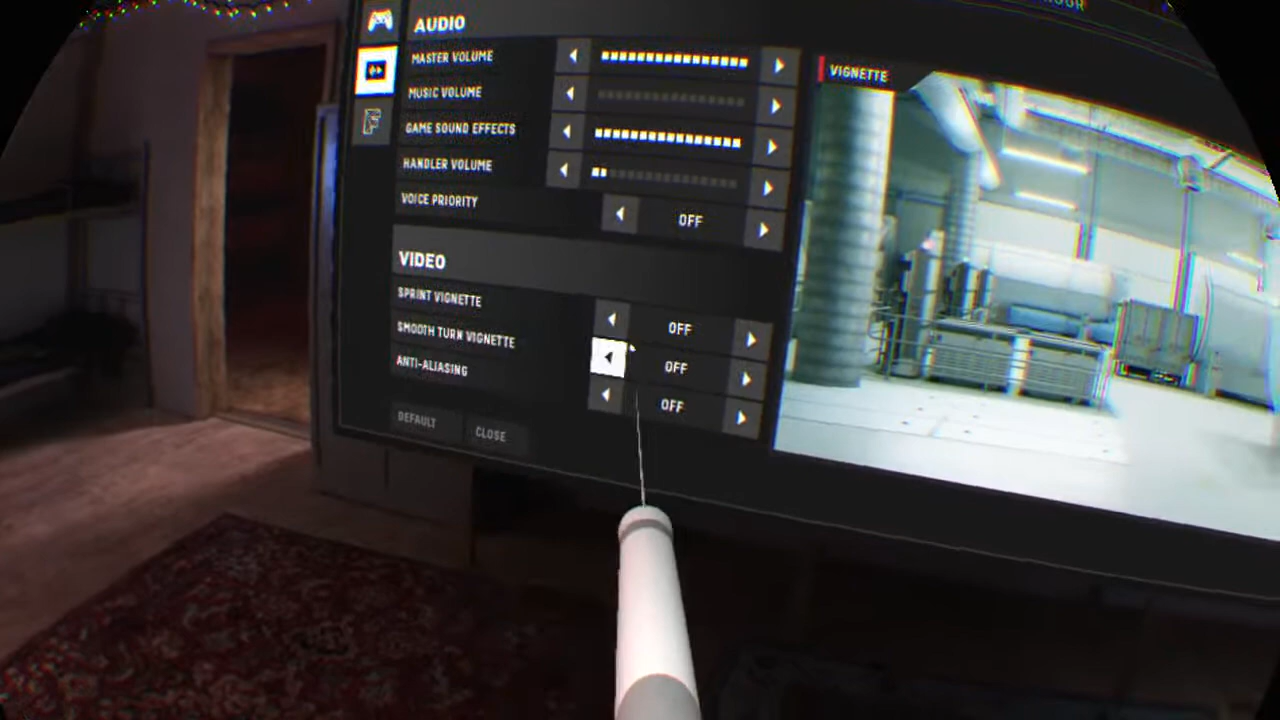 AUDIO
MASTER VOLUME
MUSIC VOLUME
GAME SOUND EFFECTS
HANDLER VOLUME
VOICE PRIORITY OFF
VIDEO
SPRINT VIGNETTE OFF
SMOOTH TURN VIGNETTE OFF
ANTI-ALIASING OFF
DEFAULT CLOSE
VIGNETTE